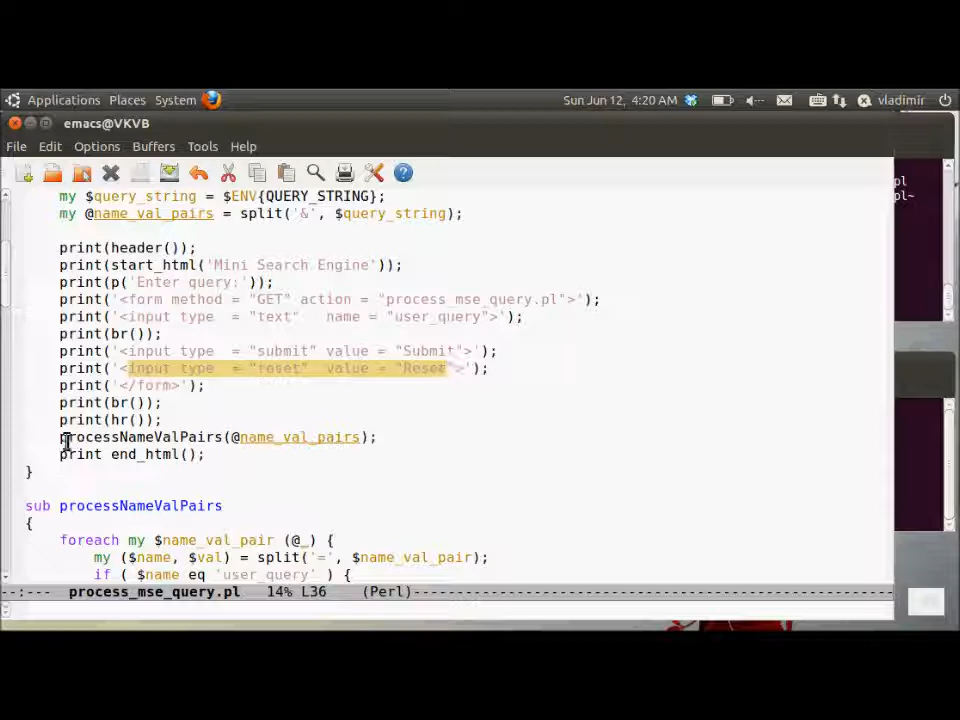 Applications Places System
Sun Jun 12, 4:20 AM vladimir
emacs@VKVB
File Edit Options Buffers Tools Help
my $query_string = $ENV{QUERY_STRING};
my @name_val_pairs = split('&', $query_string);
print(header());
print(start_html('Mini Search Engine'));
print(p('Enter query:'));
print('<form method = "GET" action = "process_mse_query.pl">');
print('<input type  = "text"   name = "user_query">');
print(br());
print('<input type  = "submit" value = "Submit">');
print('<input type  = "reset"  value = "Reset">');
print('</form>');
print(br());
print(hr());
processNameValPairs(@name_val_pairs);
print end_html();
}
sub processNameValPairs
{
foreach my $name_val_pair (@_) {
my ($name, $val) = split('=', $name_val_pair);
if ( $name eq 'user_query' ) {
--:--- process_mse_query.pl 14% L36 (Perl)
pl
pl~